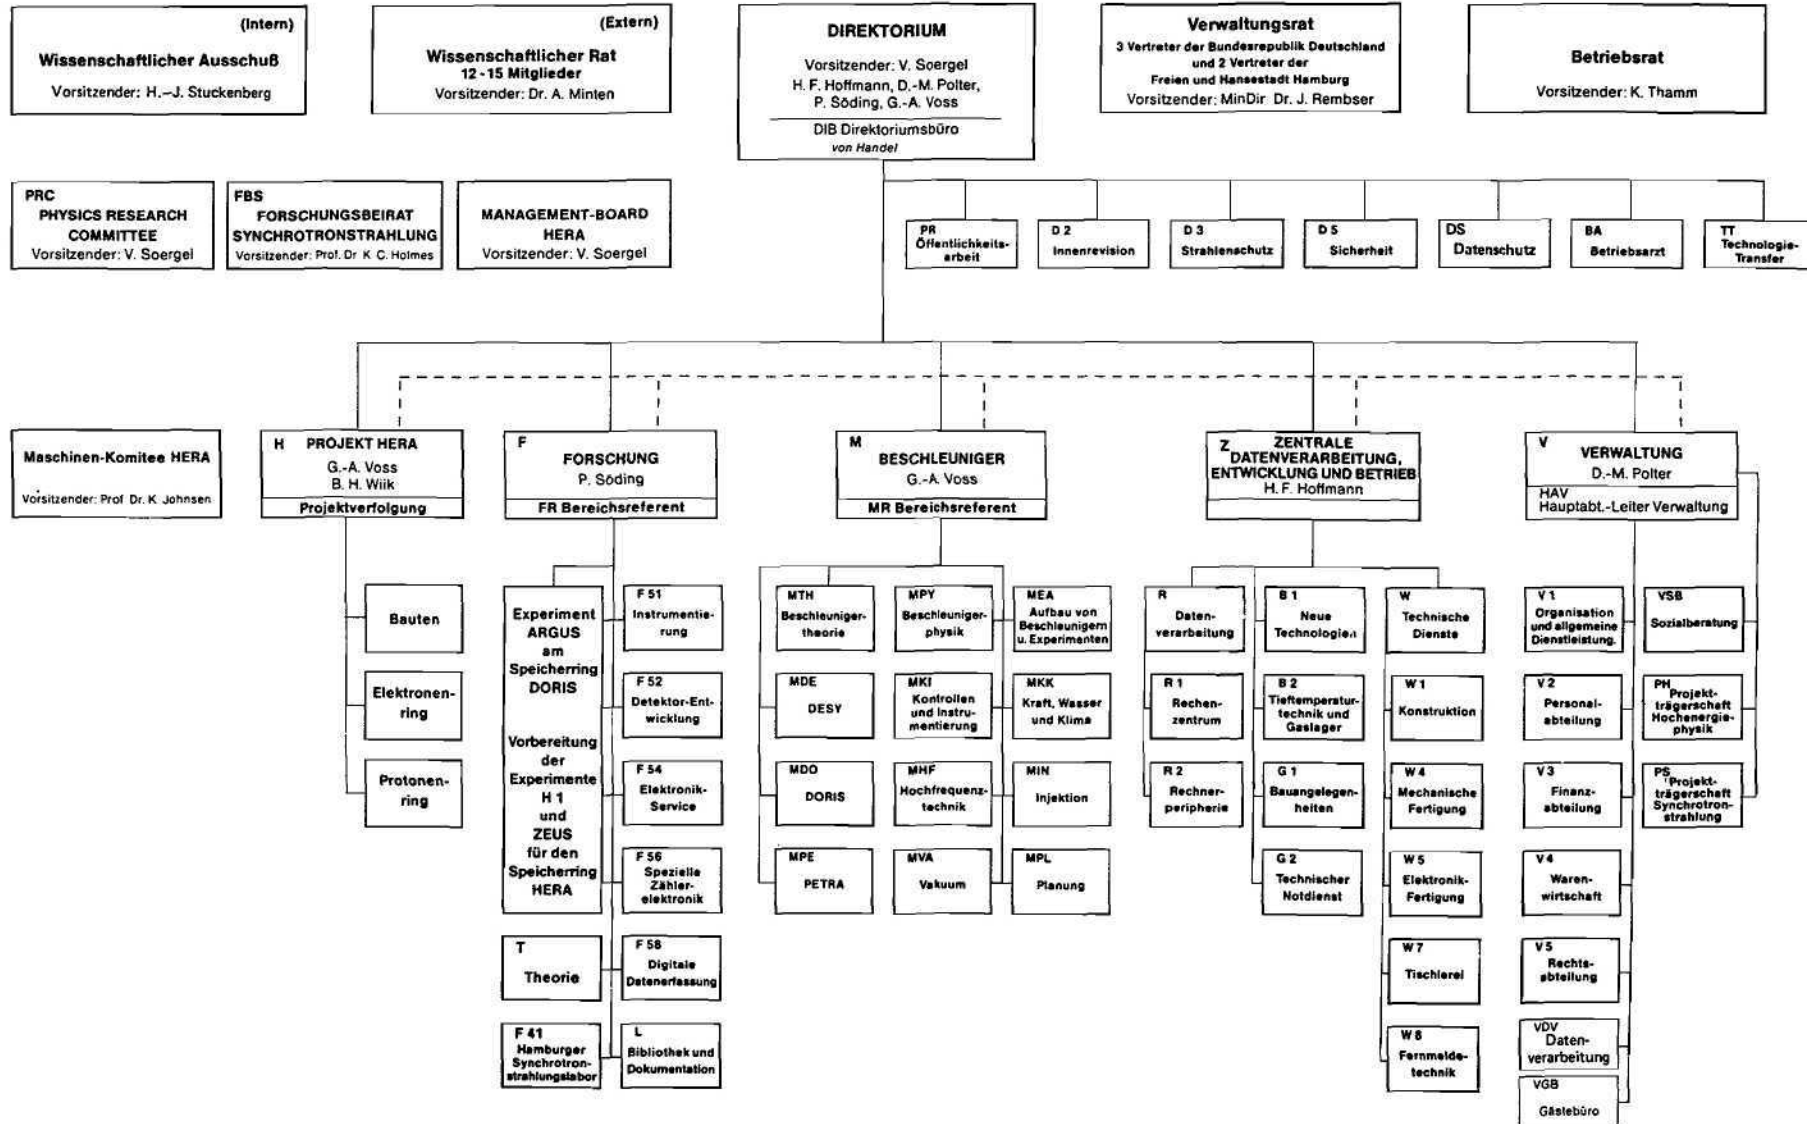 (Intern)
Wissenschaftlicher Ausschuß
Vorsitzender: H.–J. Stuckenberg
(Extern)
Wissenschaftlicher Rat
12-15 Mitglieder
Vorsitzender: Dr. A. Minten
DIREKTORIUM
Vorsitzender: V. Soergel
H. F. Hoffmann, D.-M. Polter,
P. Söding, G.-A. Voss
DIB Direktoriumsbüro
von Handel
Verwaltungsrat
3 Vertreter der Bundesrepublik Deutschland
und 2 Vertreter der
Freien und Hansestadt Hamburg
Vorsitzender: MinDir Dr. J. Rembser
Betriebsrat
Vorsitzender: K. Thamm
PRC
PHYSICS RESEARCH
COMMITTEE
Vorsitzender: V. Soergel
FBS
FORSCHUNGSBEIRAT
SYNCHROTRONSTRAHLUNG
Vorsitzender: Prof. Dr. K. C. Holmes
MANAGEMENT-BOARD
HERA
Vorsitzender: V. Soergel
PR
Öffentlichkeits-
arbeit
D 2
Innenrevision
D 3
Strahlenschutz
D 5
Sicherheit
DS
Datenschutz
BA
Betriebsarzt
TT
Technologie-
Transfer
Maschinen-Komitee HERA
Vorsitzender: Prof. Dr. K. Johnsen
H PROJEKT HERA
G.-A. Voss
B. H. Wiik
Projektverfolgung
F
FORSCHUNG
P. Söding
FR Bereichsreferent
M
BESCHLEUNIGER
G.-A. Voss
MR Bereichsreferent
Z ZENTRALE
DATENVERARBEITUNG,
ENTWICKLUNG UND BETRIEB
H. F. Hoffmann
V
VERWALTUNG
D.-M. Polter
HAV
Hauptabt.-Leiter Verwaltung
Bauten
Elektronen-
ring
Protonen-
ring
Experiment
ARGUS
am
Speicherring
DORIS
Vorbereitung
der
Experimente
H 1
und
ZEUS
für den
Speicherring
HERA
T
Theorie
F 41
Hamburger
Synchrotron-
strahlungslabor
F 51
Instrumentie-
rung
F 52
Detektor-Ent-
wicklung
F 54
Elektronik-
Service
F 56
Spezielle
Zähler-
elektronik
F 58
Digitale
Datenerfassung
L
Bibliothek und
Dokumentation
MTH
Beschleuniger-
theorie
MDE
DESY
MDO
DORIS
MPE
PETRA
MPY
Beschleuniger-
physik
MKI
Kontrollen
und Instru-
mentierung
MHF
Hochfrequenz-
technik
MVA
Vakuum
MEA
Aufbau von
Beschleunigern
u. Experimenten
MKK
Kraft, Wasser
und Klima
MIN
Injektion
MPL
Planung
R
Daten-
verarbeitung
R 1
Rechen-
zentrum
R 2
Rechner-
peripherie
B 1
Neue
Technologien
B 2
Tieftemperatur-
technik und
Gaslager
G 1
Bauangelegen-
heiten
G 2
Technischer
Notdienst
W
Technische
Dienste
W 1
Konstruktion
W 4
Mechanische
Fertigung
W 5
Elektronik-
Fertigung
W 7
Tischlerei
W 8
Fernmelde-
technik
V 1
Organisation
und allgemeine
Dienstleistung.
V 2
Personal-
abteilung
V 3
Finanz-
abteilung
V 4
Waren-
wirtschaft
V 5
Rechts-
abteilung
VDV
Daten-
verarbeitung
VGB
Gästebüro
VSB
Sozialberatung
PH
Projekt-
trägerschaft
Hochenergie-
physik
PS
Projekt-
trägerschaft
Synchrotron-
strahlung